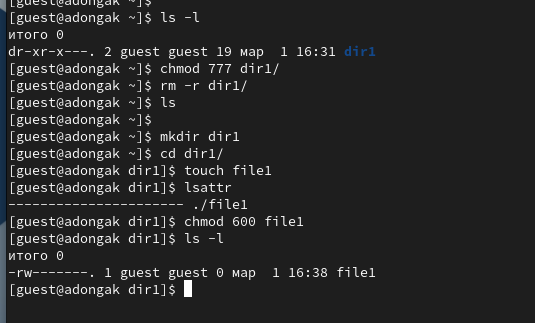 [guest@adongak ~]$
[guest@adongak ~]$ ls -l
итого 0
dr-xr-x---. 2 guest guest 19 мар  1 16:31 dir1
[guest@adongak ~]$ chmod 777 dir1/
[guest@adongak ~]$ rm -r dir1/
[guest@adongak ~]$ ls
[guest@adongak ~]$
[guest@adongak ~]$ mkdir dir1
[guest@adongak ~]$ cd dir1/
[guest@adongak dir1]$ touch file1
[guest@adongak dir1]$ lsattr
---------------------- ./file1
[guest@adongak dir1]$ chmod 600 file1
[guest@adongak dir1]$ ls -l
итого 0
-rw-------. 1 guest guest 0 мар  1 16:38 file1
[guest@adongak dir1]$